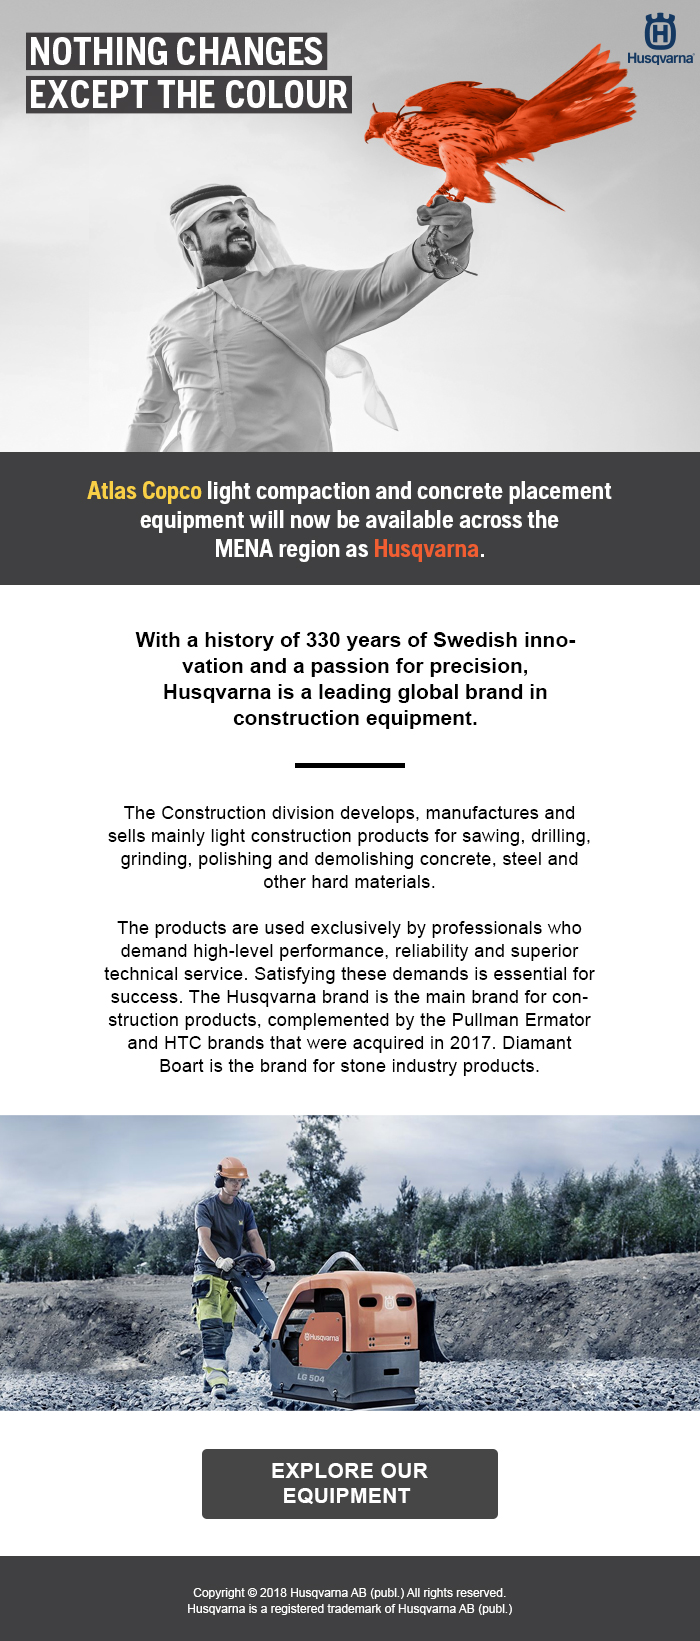 NOTHING CHANGES
EXCEPT THE COLOUR
Husqvarna
Atlas Copco light compaction and concrete placement
equipment will now be available across the
MENA region as Husqvarna.
With a history of 330 years of Swedish inno-
vation and a passion for precision,
Husqvarna is a leading global brand in
construction equipment.
The Construction division develops, manufactures and
sells mainly light construction products for sawing, drilling,
grinding, polishing and demolishing concrete, steel and
other hard materials.
The products are used exclusively by professionals who
demand high-level performance, reliability and superior
technical service. Satisfying these demands is essential for
success. The Husqvarna brand is the main brand for con-
struction products, complemented by the Pullman Ermator
and HTC brands that were acquired in 2017. Diamant
Boart is the brand for stone industry products.
Husqvarna
LG 504
EXPLORE OUR
EQUIPMENT
Copyright © 2018 Husqvarna AB (publ.) All rights reserved.
Husqvarna is a registered trademark of Husqvarna AB (publ.)